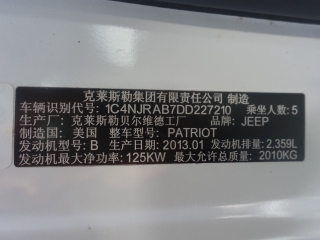 克莱斯勒集团有限责任公司 制造
车辆识别代号: 1C4NJRAB7DD227210 乘坐人数: 5
生产厂: 克莱斯勒贝尔维德工厂 品牌: JEEP
制造国: 美国 整车型号: PATRIOT
发动机型号: B 生产日期: 2013.01 发动机排量: 2.359L
发动机最大净功率: 125KW 最大允许总质量: 2010KG